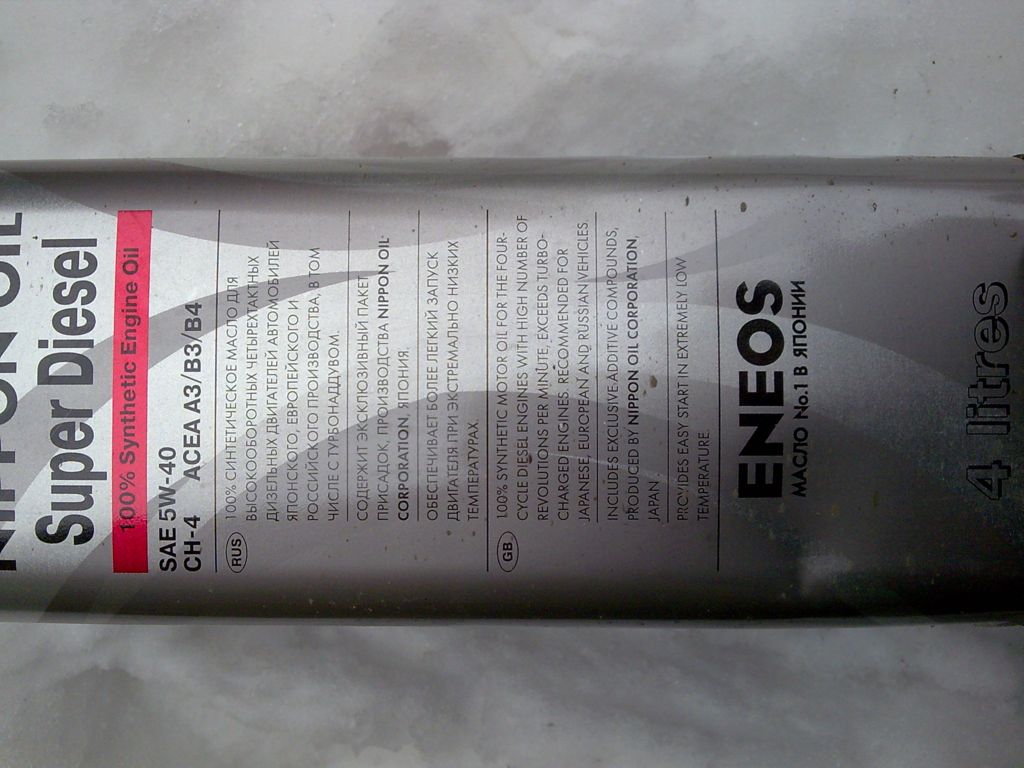 NIPPON OIL
Super Diesel
100% Synthetic Engine Oil
SAE 5W-40
CH-4 ACEA A3/B3/B4
RUS
100% СИНТЕТИЧЕСКОЕ МАСЛО ДЛЯ
ВЫСОКООБОРОТНЫХ ЧЕТЫРЕХТАКТНЫХ
ДИЗЕЛЬНЫХ ДВИГАТЕЛЕЙ АВТОМОБИЛЕЙ
ЯПОНСКОГО, ЕВРОПЕЙСКОГО И
РОССИЙСКОГО ПРОИЗВОДСТВА, В ТОМ
ЧИСЛЕ С ТУРБОНАДДУВОМ.
СОДЕРЖИТ ЭКСКЛЮЗИВНЫЙ ПАКЕТ
ПРИСАДОК, ПРОИЗВОДСТВА NIPPON OIL
CORPORATION, ЯПОНИЯ.
ОБЕСПЕЧИВАЕТ БОЛЕЕ ЛЕГКИЙ ЗАПУСК
ДВИГАТЕЛЯ ПРИ ЭКСТРЕМАЛЬНО НИЗКИХ
ТЕМПЕРАТУРАХ.
GB
100% SYNTHETIC MOTOR OIL FOR THE FOUR-
CYCLE DIESEL ENGINES WITH HIGH NUMBER OF
REVOLUTIONS PER MINUTE, EXCEEDS TURBO-
CHARGED ENGINES. RECOMMENDED FOR
JAPANESE, EUROPEAN AND RUSSIAN VEHICLES.
INCLUDES EXCLUSIVE ADDITIVE COMPOUNDS,
PRODUCED BY NIPPON OIL CORPORATION,
JAPAN.
PROVIDES EASY START IN EXTREMELY LOW
TEMPERATURE.
ENEOS
МАСЛО No.1 В ЯПОНИИ
4 litres